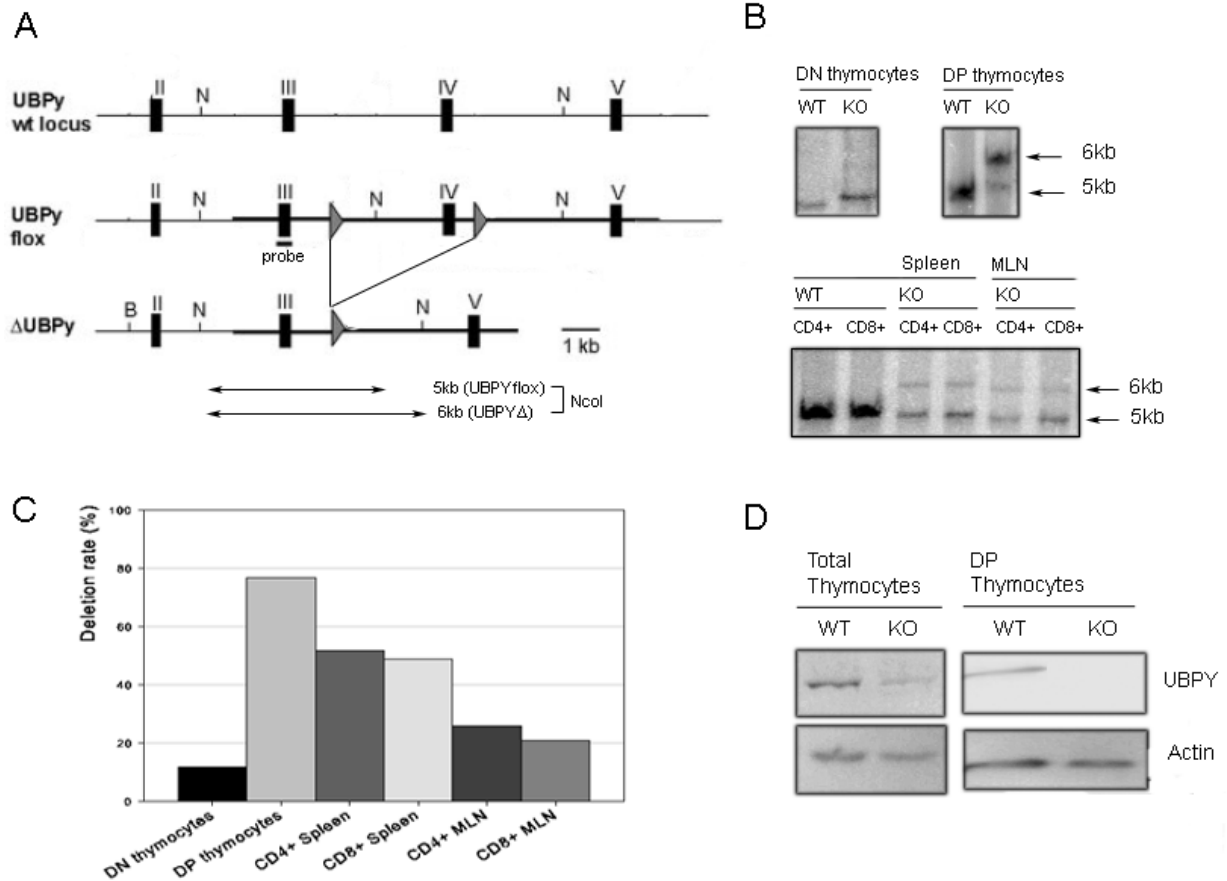 A
II N III IV N V
UBPy
wt locus
II N III N IV N V
UBPy
flox
probe
B II N III N V
ΔUBPy
1 kb
5kb (UBPYflox)
6kb (UBPYΔ)
NcoI
B
DN thymocytes
WT KO
DP thymocytes
WT KO
6kb
5kb
Spleen MLN
WT KO KO
CD4+ CD8+ CD4+ CD8+ CD4+ CD8+
6kb
5kb
C
Deletion rate (%)
100
80
60
40
20
0
DN thymocytes
DP thymocytes
CD4+ Spleen
CD8+ Spleen
CD4+ MLN
CD8+ MLN
D
Total
Thymocytes
WT KO
DP
Thymocytes
WT KO
UBPY
Actin